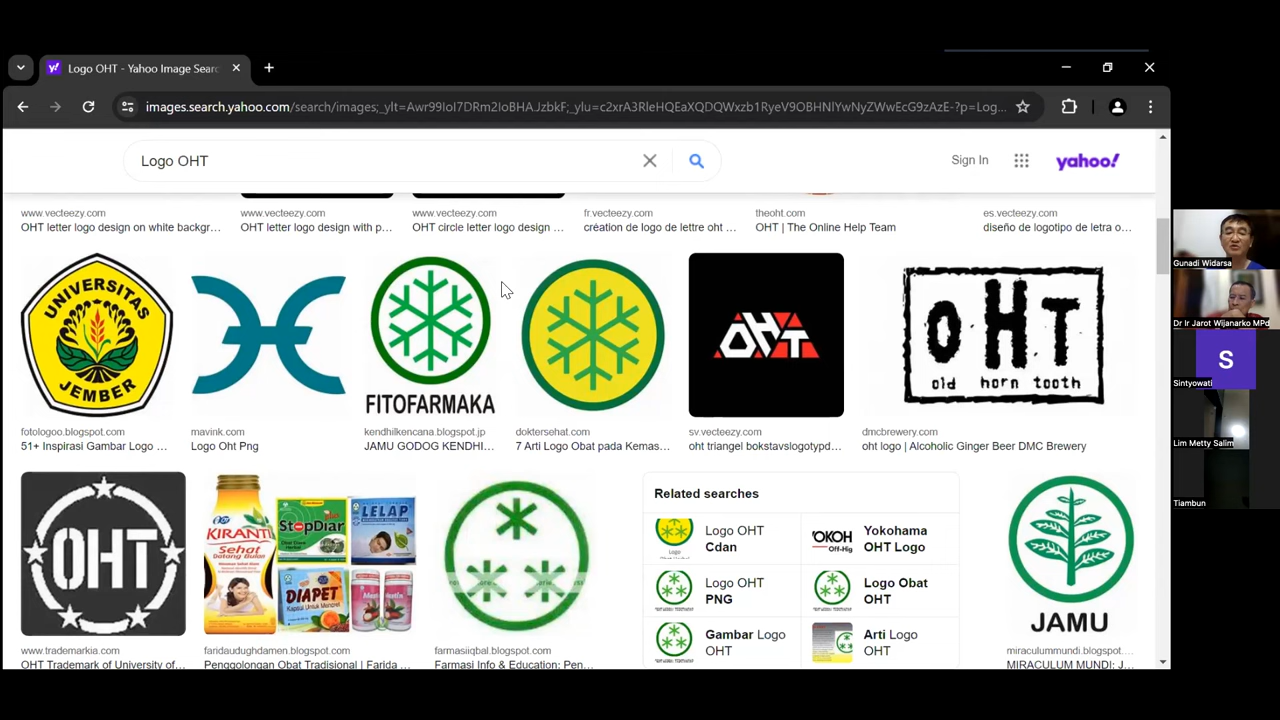 Logo OHT - Yahoo Image Searc
images.search.yahoo.com/search/images;_ylt=Awr99IoI7DRm2IoBHAJzbkF;_ylu=c2xrA3RleHQEaXQDQWxzb1RyeV9OBHNlYwNyZWwEcG9zAzE-?p=Log...
Logo OHT
Sign In
yahoo!
www.vecteezy.com
OHT letter logo design on white backgr...
www.vecteezy.com
OHT letter logo design with p...
www.vecteezy.com
OHT circle letter logo design ...
fr.vecteezy.com
création de logo de lettre oht ...
theoht.com
OHT | The Online Help Team
es.vecteezy.com
diseño de logotipo de letra o...
UNIVERSITAS
JEMBER
FITOFARMAKA
OHT
OHT
old horn tooth
fotologoo.blogspot.com
51+ Inspirasi Gambar Logo ...
mavink.com
Logo Oht Png
kendhilkencana.blogspot.jp
JAMU GODOG KENDHI...
doktersehat.com
7 Arti Logo Obat pada Kemas...
sv.vecteezy.com
oht triangel bokstavslogotypd...
dmcbrewery.com
oht logo | Alcoholic Ginger Beer DMC Brewery
OHT
KIRANTI
Sehat
Datang Bulan
StopDiar
plus
LELAP
DIAPET
Related searches
Logo OHT
Cdan
Yokohama
OHT Logo
Logo OHT
PNG
Logo Obat
OHT
Gambar Logo
OHT
Arti Logo
OHT
OKOH
Off-Hig
JAMU
www.trademarkia.com
OHT Trademark of University of...
faridaudughdamen.blogspot.com
Penggolongan Obat Tradisional | Farida ...
farmasiiqbal.blogspot.com
Farmasi Info & Education: Pen...
miraculummundi.blogspot....
MIRACULUM MUNDI: J...
Gunadi Widarsa
Dr Ir Jarot Wijanarko MPd
S
Sintyowati
Lim Metty Salim
Tiambun